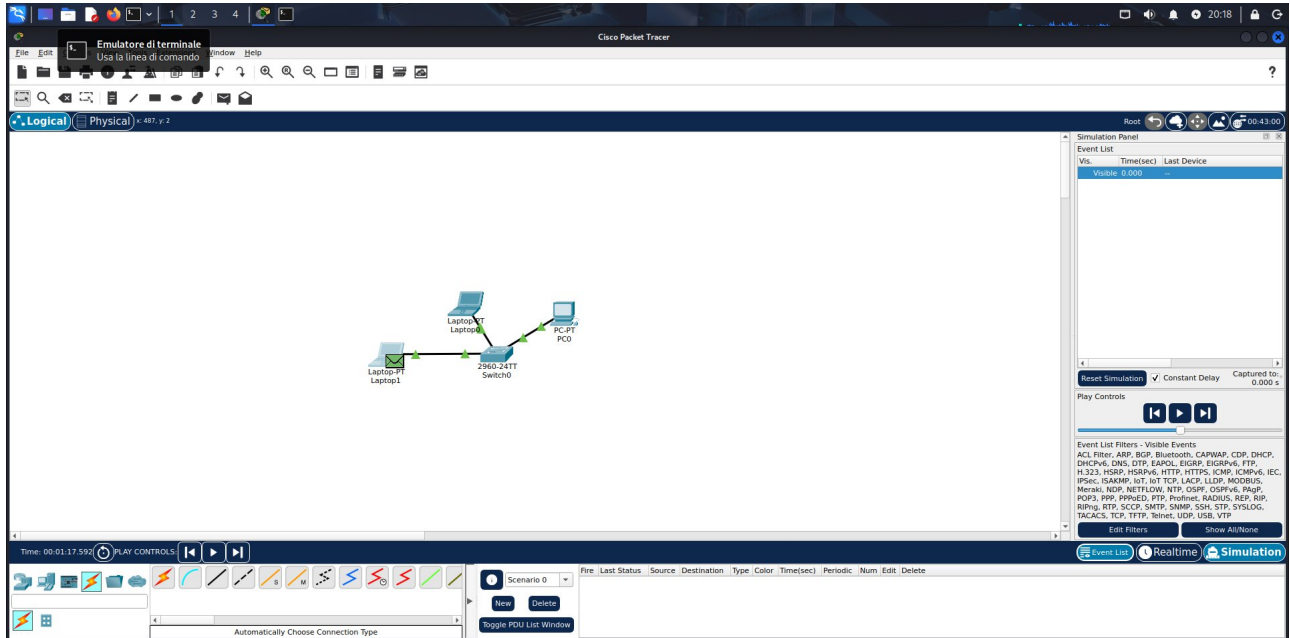 1 2 3 4
20:18
Cisco Packet Tracer
Emulatore di terminale
Usa la linea di comando
File Edit Window Help
?
Logical Physical x: 487, y: 2
Root 00:43:00
Simulation Panel
Event List
Vis. Time(sec) Last Device
Visible 0.000 --
Laptop-PT
Laptop0
PC-PT
PC0
2960-24TT
Switch0
Laptop-PT
Laptop1
Reset Simulation Constant Delay Captured to:
0.000 s
Play Controls
Event List Filters - Visible Events
ACL Filter, ARP, BGP, Bluetooth, CAPWAP, CDP, DHCP,
DHCPv6, DNS, DTP, EAPOL, EIGRP, EIGRPv6, FTP,
H.323, HSRP, HSRPv6, HTTP, HTTPS, ICMP, ICMPv6, IEC,
IPSec, ISAKMP, IoT, IoT TCP, LACP, LLDP, MODBUS,
Meraki, NDP, NETFLOW, NTP, OSPF, OSPFv6, PAgP,
POP3, PPP, PPPoED, PTP, Profinet, RADIUS, REP, RIP,
RIPng, RTP, SCCP, SMTP, SNMP, SSH, STP, SYSLOG,
TACACS, TCP, TFTP, Telnet, UDP, USB, VTP
Edit Filters Show All/None
Time: 00:01:17.592 PLAY CONTROLS:
Event List Realtime Simulation
Scenario 0
New Delete
Toggle PDU List Window
Fire Last Status Source Destination Type Color Time(sec) Periodic Num Edit Delete
Automatically Choose Connection Type